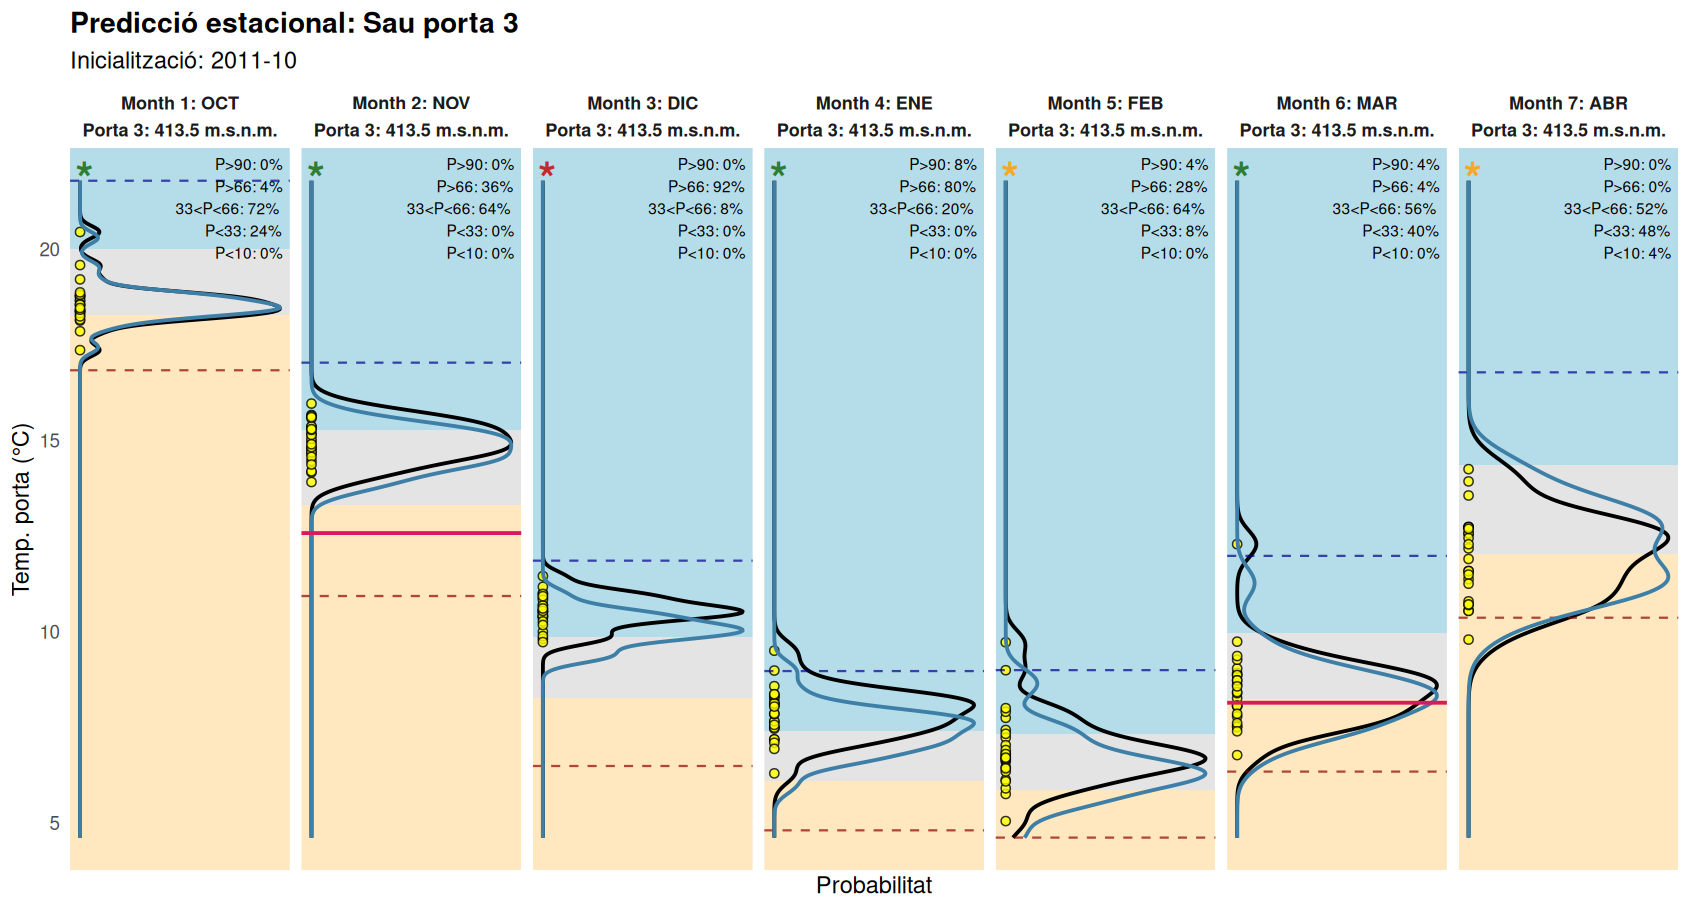 Predicció estacional: Sau porta 3
Inicialització: 2011-10
Month 1: OCT
Porta 3: 413.5 m.s.n.m.
Month 2: NOV
Porta 3: 413.5 m.s.n.m.
Month 3: DIC
Porta 3: 413.5 m.s.n.m.
Month 4: ENE
Porta 3: 413.5 m.s.n.m.
Month 5: FEB
Porta 3: 413.5 m.s.n.m.
Month 6: MAR
Porta 3: 413.5 m.s.n.m.
Month 7: ABR
Porta 3: 413.5 m.s.n.m.
*
P>90: 0%
P>66: 4%
33<P<66: 72%
P<33: 24%
P<10: 0%
*
P>90: 0%
P>66: 36%
33<P<66: 64%
P<33: 0%
P<10: 0%
*
P>90: 0%
P>66: 92%
33<P<66: 8%
P<33: 0%
P<10: 0%
*
P>90: 8%
P>66: 80%
33<P<66: 20%
P<33: 0%
P<10: 0%
*
P>90: 4%
P>66: 28%
33<P<66: 64%
P<33: 8%
P<10: 0%
*
P>90: 4%
P>66: 4%
33<P<66: 56%
P<33: 40%
P<10: 0%
*
P>90: 0%
P>66: 0%
33<P<66: 52%
P<33: 48%
P<10: 4%
Temp. porta (°C)
20
15
10
5
Probabilitat